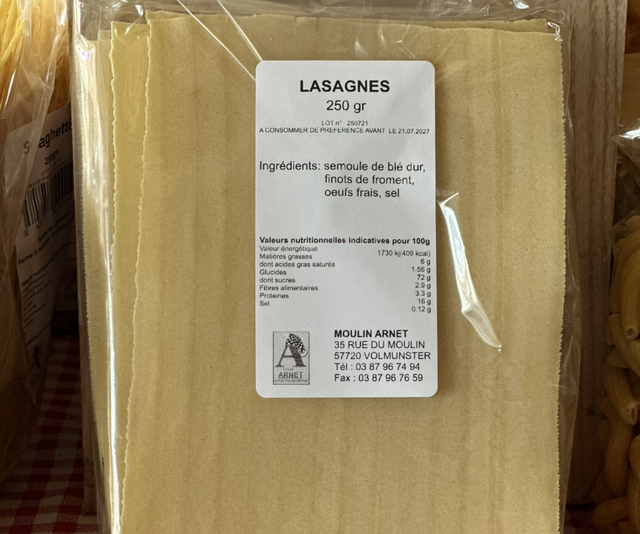 LASAGNES
250 gr
LOT n° : 250721
A CONSOMMER DE PREFERENCE AVANT LE 21.07.2027
Ingrédients: semoule de blé dur,
finots de froment,
oeufs frais, sel
Valeurs nutritionnelles indicatives pour 100g
Valeur énergétique 1730 kj(409 kcal)
Matières grasses 6 g
dont acides gras saturés 1.56 g
Glucides 72 g
dont sucres 2.9 g
Fibres alimentaires 3.3 g
Proteines 16 g
Sel 0.12 g
A
ARNET
MOULIN ARNET
35 RUE DU MOULIN
57720 VOLMUNSTER
Tél : 03 87 96 74 94
Fax : 03 87 96 76 59
Spaghetti